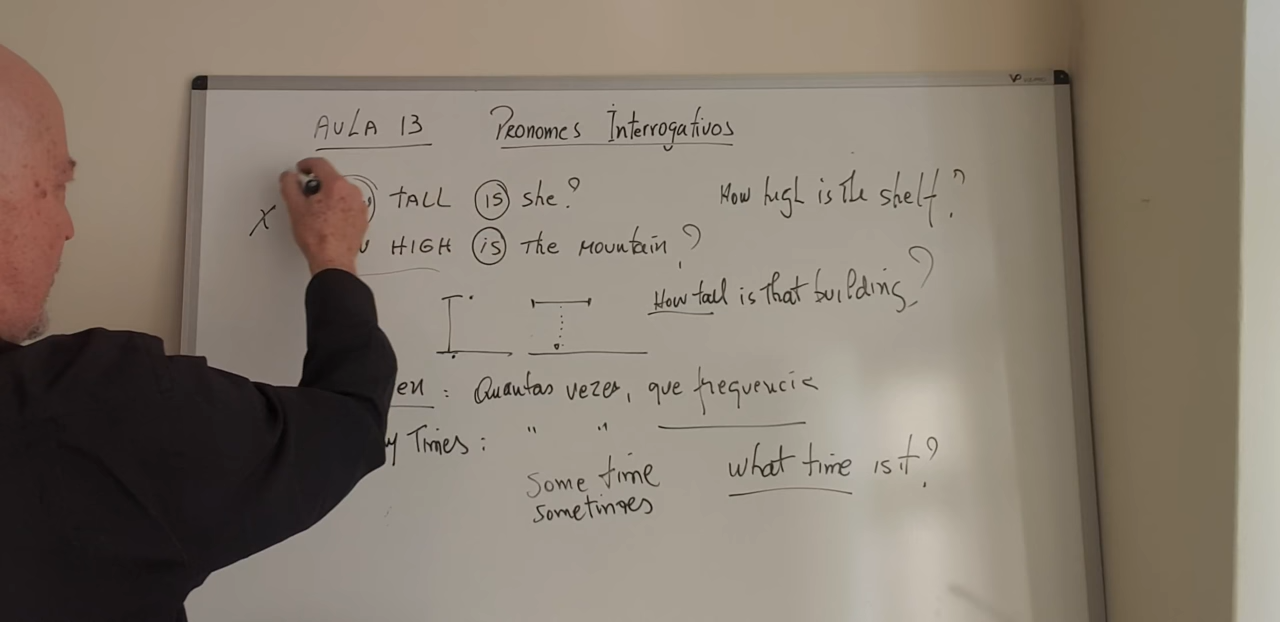 AULA 13 Pronomes Interrogativos
TALL is she?
How high is the shelf?
X
HIGH is the mountain?
How tall is that building?
en : Quantas vezes, que frequencia
y Times : " "
Some time
sometimes
what time is it?